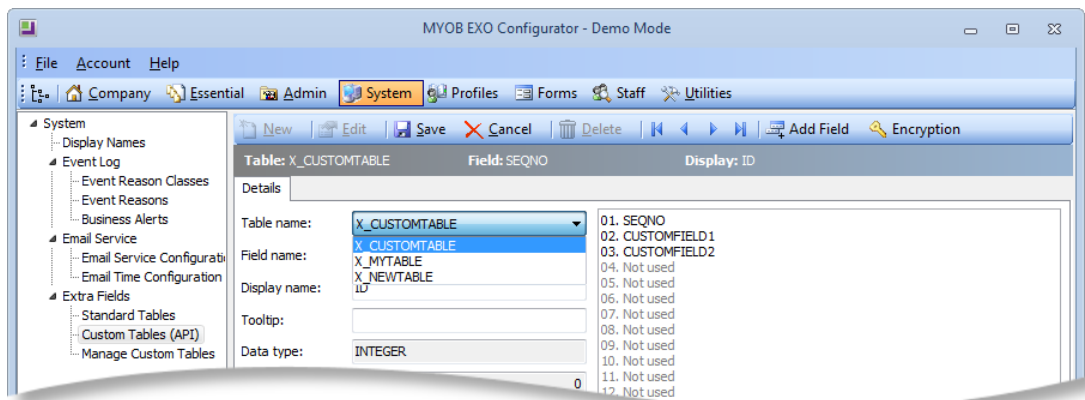 MYOB EXO Configurator - Demo Mode
File Account Help
Company Essential Admin System Profiles Forms Staff Utilities
System
Display Names
Event Log
Event Reason Classes
Event Reasons
Business Alerts
Email Service
Email Service Configurati
Email Time Configuration
Extra Fields
Standard Tables
Custom Tables (API)
Manage Custom Tables
New Edit Save Cancel Delete Add Field Encryption
Table: X_CUSTOMTABLE Field: SEQNO Display: ID
Details
Table name: X_CUSTOMTABLE
X_CUSTOMTABLE
X_MYTABLE
X_NEWTABLE
Field name:
Display name: ID
Tooltip:
Data type: INTEGER
0
01. SEQNO
02. CUSTOMFIELD1
03. CUSTOMFIELD2
04. Not used
05. Not used
06. Not used
07. Not used
08. Not used
09. Not used
10. Not used
11. Not used
12. Not used